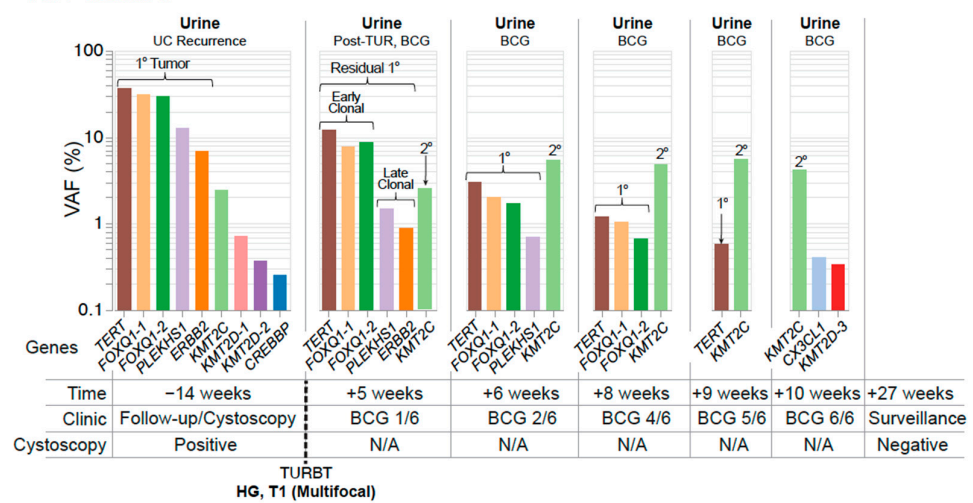 Urine Urine Urine Urine Urine Urine
UC Recurrence Post-TUR, BCG BCG BCG BCG BCG
VAF (%)
100
10
1
0.1
1° Tumor
Residual 1°
Early
Clonal
2°
Late
Clonal
1°
2°
1°
2°
1°
2°
2°
Genes
TERT FOXQ1-1 FOXQ1-2 PLEKHS1 ERBB2 KMT2C KMT2D-1 KMT2D-2 CREBBP
TERT FOXQ1-1 FOXQ1-2 PLEKHS1 ERBB2 KMT2C
TERT FOXQ1-1 FOXQ1-2 PLEKHS1 KMT2C
TERT FOXQ1-1 FOXQ1-2 KMT2C
TERT KMT2C
KMT2C CX3CL1 KMT2D-3
Time −14 weeks +5 weeks +6 weeks +8 weeks +9 weeks +10 weeks +27 weeks
Clinic Follow-up/Cystoscopy BCG 1/6 BCG 2/6 BCG 4/6 BCG 5/6 BCG 6/6 Surveillance
Cystoscopy Positive N/A N/A N/A N/A N/A Negative
TURBT
HG, T1 (Multifocal)